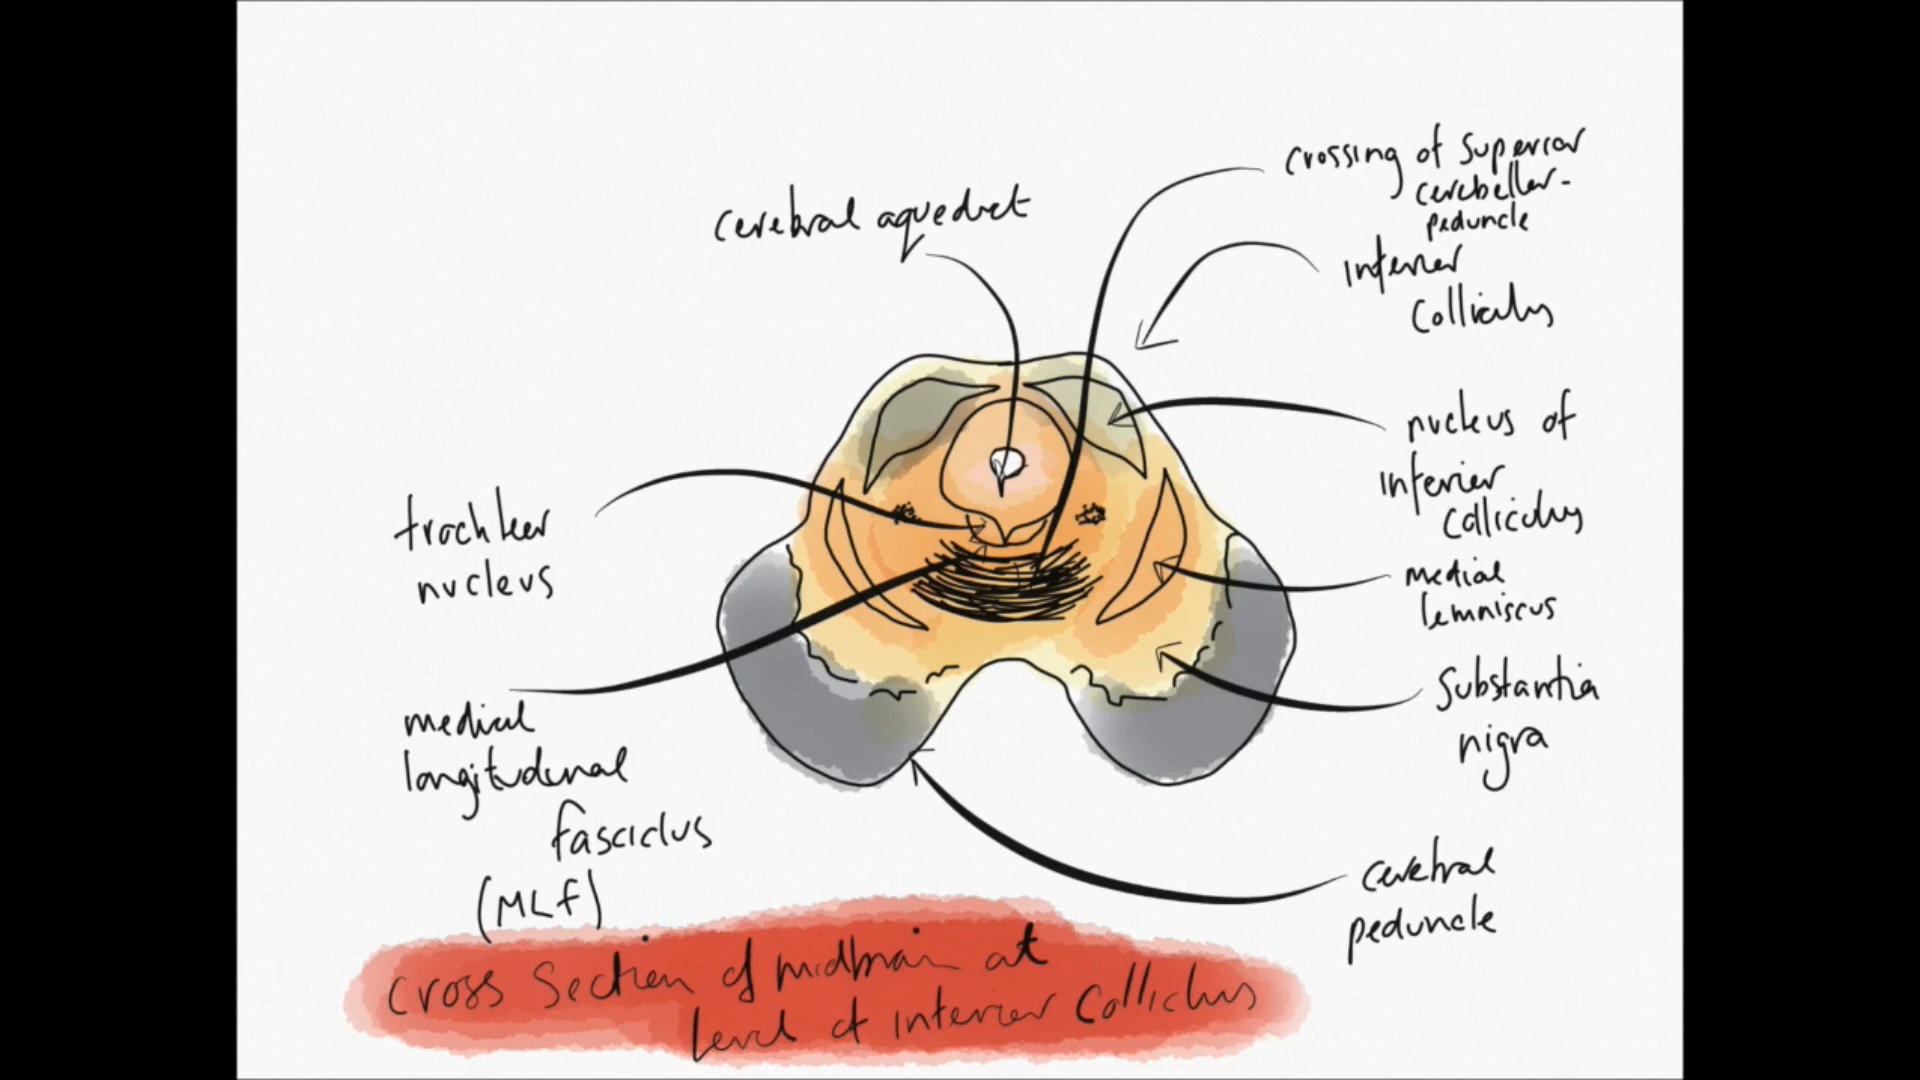 crossing of superior
cerebellar-
peduncle
cerebral aqueduct
inferior
colliculus
nucleus of
inferior
colliculus
trochlear
nucleus
medial
lemniscus
substantia
nigra
medial
longitudinal
fasciclus
(MLF)
cerebral
peduncle
cross section of midbrain at
level of inferior colliculus